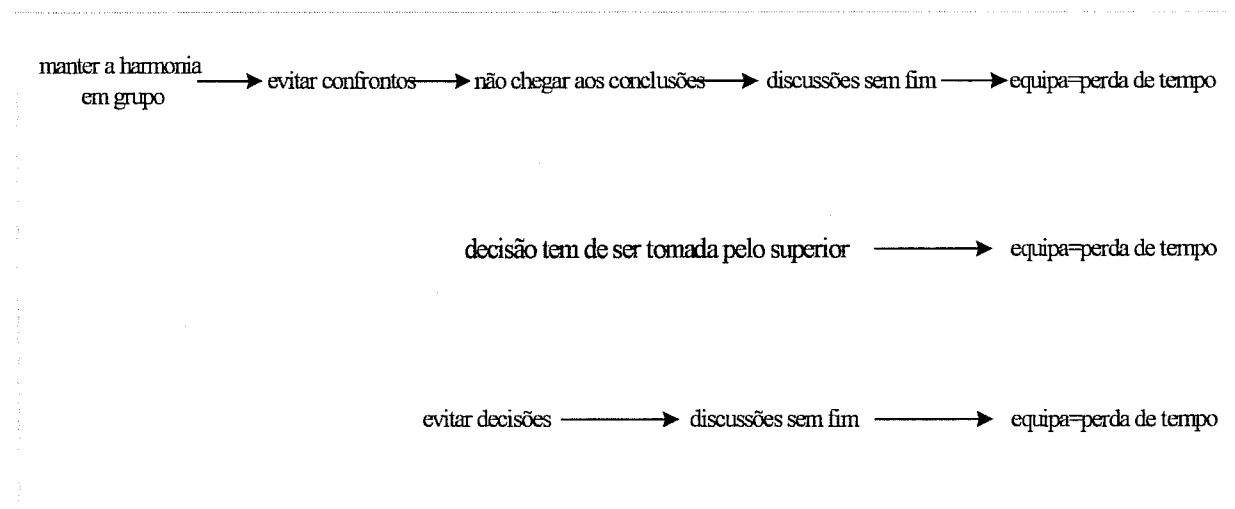 manter a harmonia
em grupo
evitar confrontos
não chegar aos conclusões
discussões sem fim
equipa=perda de tempo
decisão tem de ser tomada pelo superior
equipa=perda de tempo
evitar decisões
discussões sem fim
equipa=perda de tempo